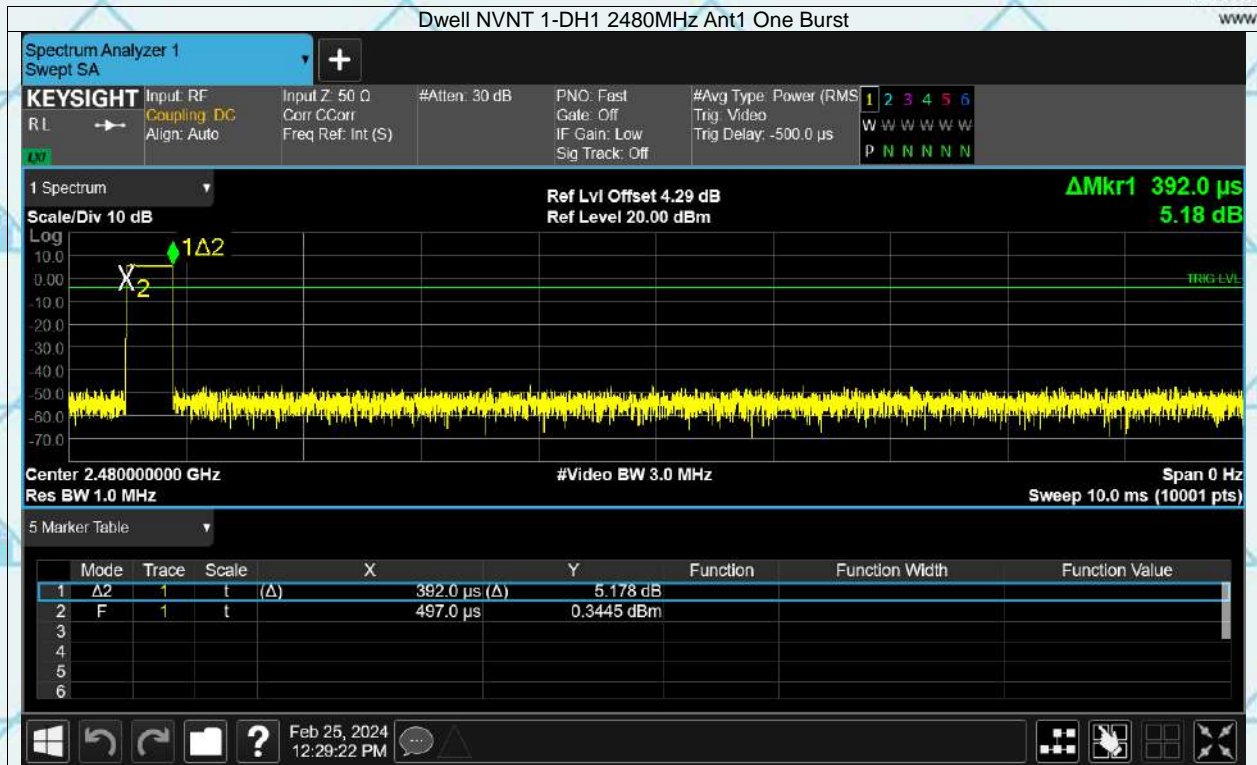 Dwell NVNT 1-DH1 2480MHz Ant1 One Burst
www
Spectrum Analyzer 1
Swept SA
+
KEYSIGHT Input: RF Input Z: 50 Ω #Atten: 30 dB PNO: Fast #Avg Type: Power (RMS 1 2 3 4 5 6
RL Coupling: DC Corr CCorr Gate: Off Trig: Video W W W W W W
Align: Auto Freq Ref: Int (S) IF Gain: Low Trig Delay: -500.0 µs
LXI Sig Track: Off P N N N N N
1 Spectrum
Ref Lvl Offset 4.29 dB ΔMkr1 392.0 µs
Scale/Div 10 dB Ref Level 20.00 dBm 5.18 dB
Log
1Δ2
10.0
0.00
X2
TRIG LVL
-10.0
-20.0
-30.0
-40.0
-50.0
-60.0
-70.0
Center 2.480000000 GHz #Video BW 3.0 MHz Span 0 Hz
Res BW 1.0 MHz Sweep 10.0 ms (10001 pts)
5 Marker Table
Mode Trace Scale X Y Function Function Width Function Value
1 Δ2 1 t (Δ) 392.0 µs (Δ) 5.178 dB
2 F 1 t 497.0 µs 0.3445 dBm
3
4
5
6
?
Feb 25, 2024
12:29:22 PM